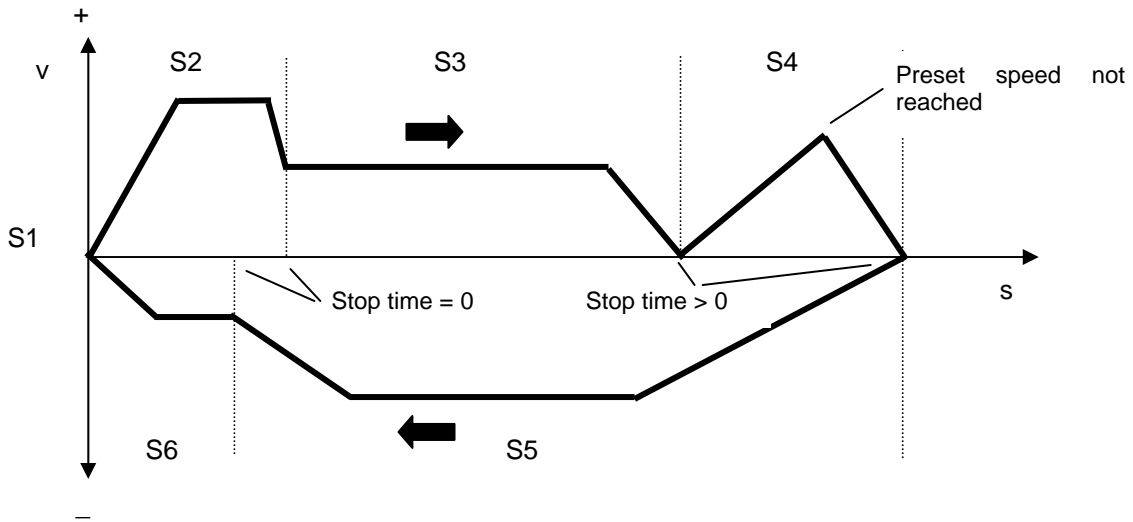 +
v
S2
S3
S4
Preset speed not
reached
S1
Stop time = 0
Stop time > 0
s
S6
S5
–